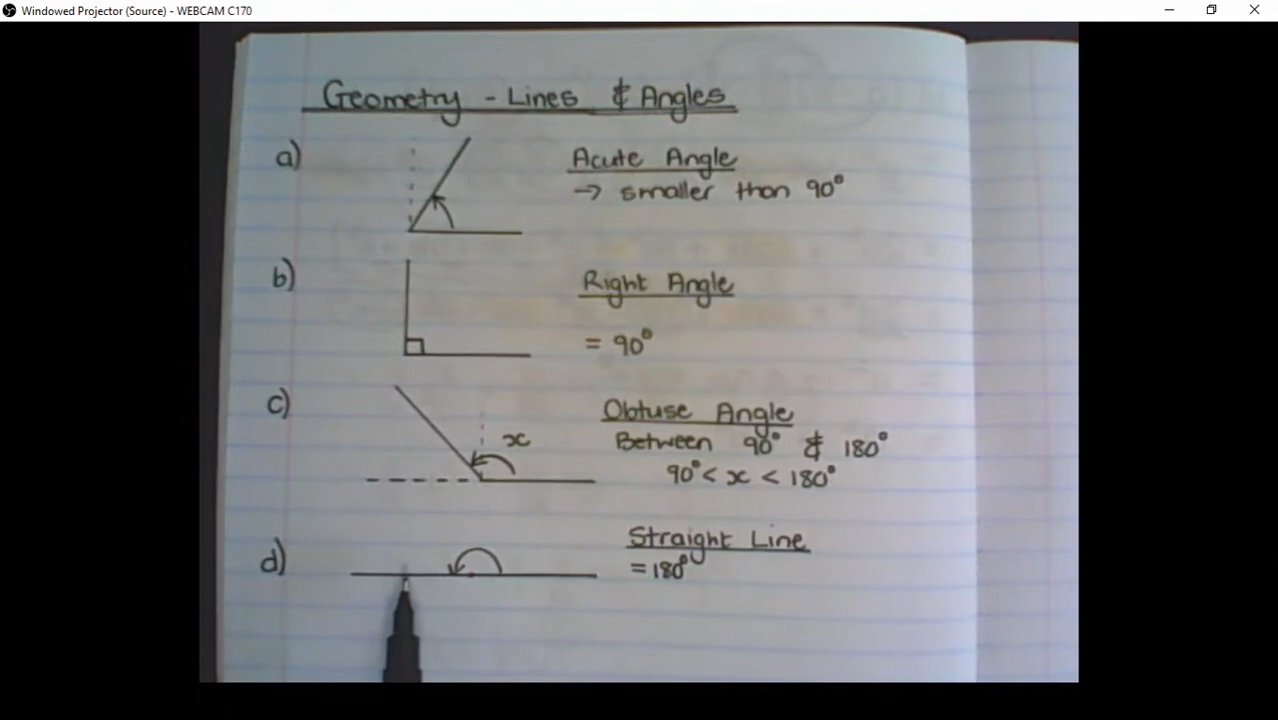 Windowed Projector (Source) - WEBCAM C170
Geometry - Lines & Angles
a)
Acute Angle
→ smaller than 90°
b)
Right Angle
= 90°
c)
x
Obtuse Angle
Between 90° & 180°
90° < x < 180°
d)
Straight Line
= 180°